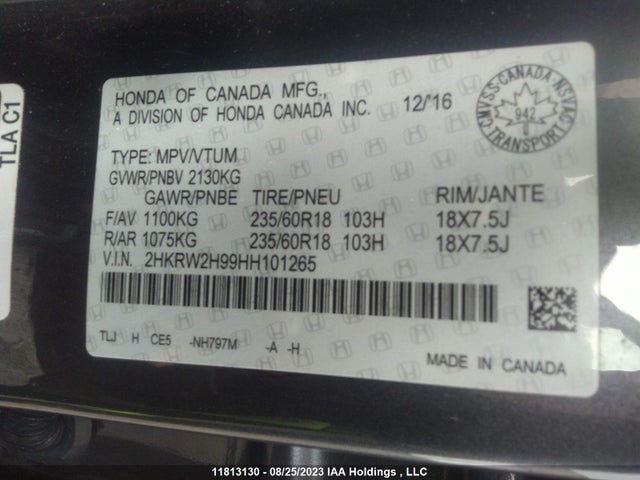 TLA C1
HONDA OF CANADA MFG.,
A DIVISION OF HONDA CANADA INC. 12/'16
CMVSS-CANADA-NSVAC
942
TRANSPORT
TYPE: MPV/VTUM
GVWR/PNBV 2130KG
GAWR/PNBE TIRE/PNEU RIM/JANTE
F/AV 1100KG 235/60R18 103H 18X7.5J
R/AR 1075KG 235/60R18 103H 18X7.5J
V.I.N. 2HKRW2H99HH101265
TLJ H CE5 -NH797M -A -H
MADE IN CANADA
11813130 - 08/25/2023 IAA Holdings , LLC